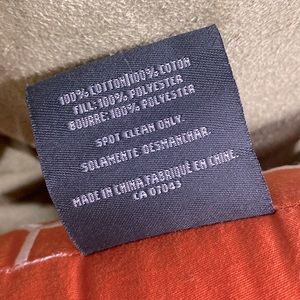 100% COTTON/100% COTON
FILL: 100% POLYESTER
BOURRE: 100% POLYESTER
SPOT CLEAN ONLY.
SOLAMENTE DESMANCHAR.
MADE IN CHINA.FABRIQUÉ EN CHINE.
CA 07043